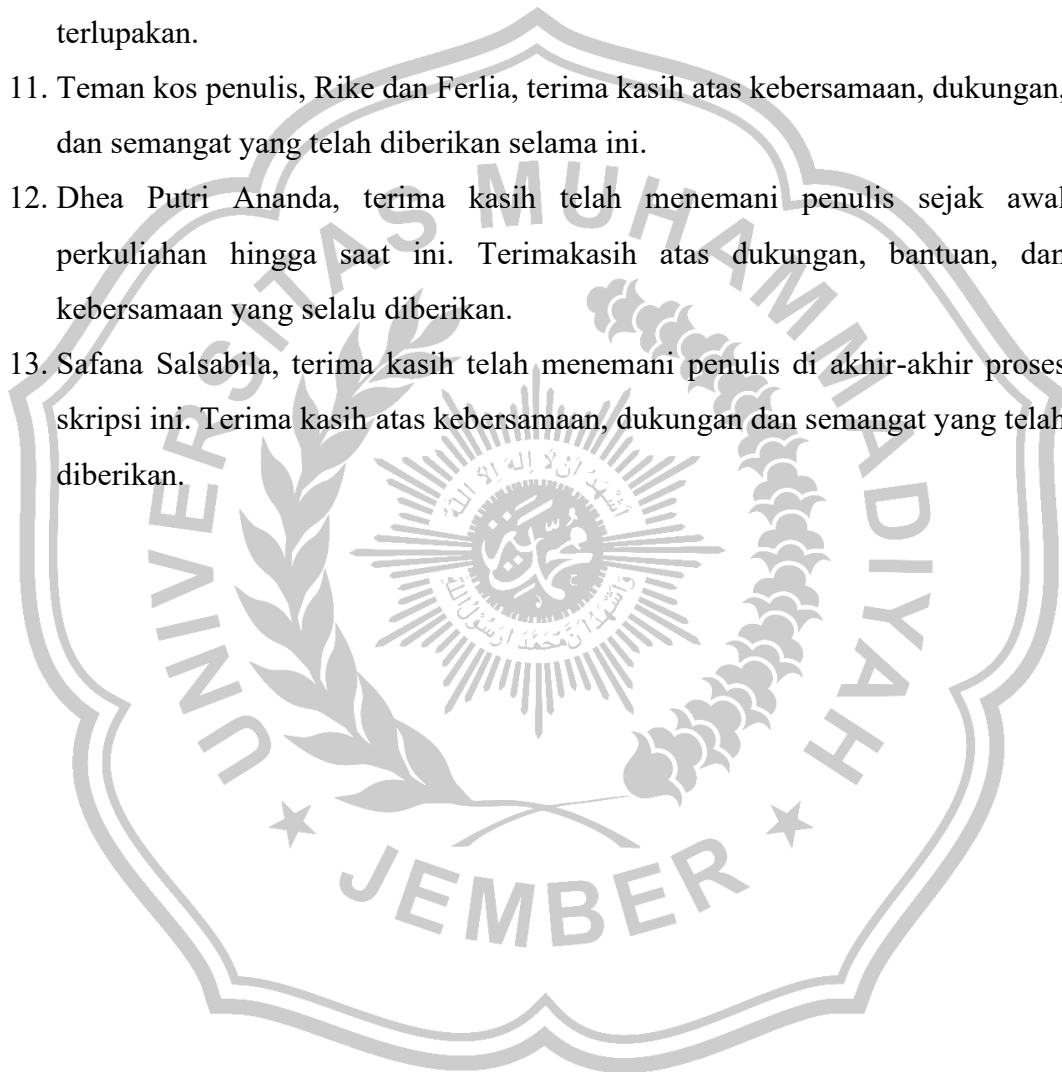 terlupakan.
11. Teman kos penulis, Rike dan Ferlia, terima kasih atas kebersamaan, dukungan,
dan semangat yang telah diberikan selama ini.
12. Dhea Putri Ananda, terima kasih telah menemani penulis sejak awal
perkuliahan hingga saat ini. Terimakasih atas dukungan, bantuan, dan
kebersamaan yang selalu diberikan.
13. Safana Salsabila, terima kasih telah menemani penulis di akhir-akhir proses
skripsi ini. Terima kasih atas kebersamaan, dukungan dan semangat yang telah
diberikan.
UNIVERSITAS MUHAMMADIYAH
JEMBER